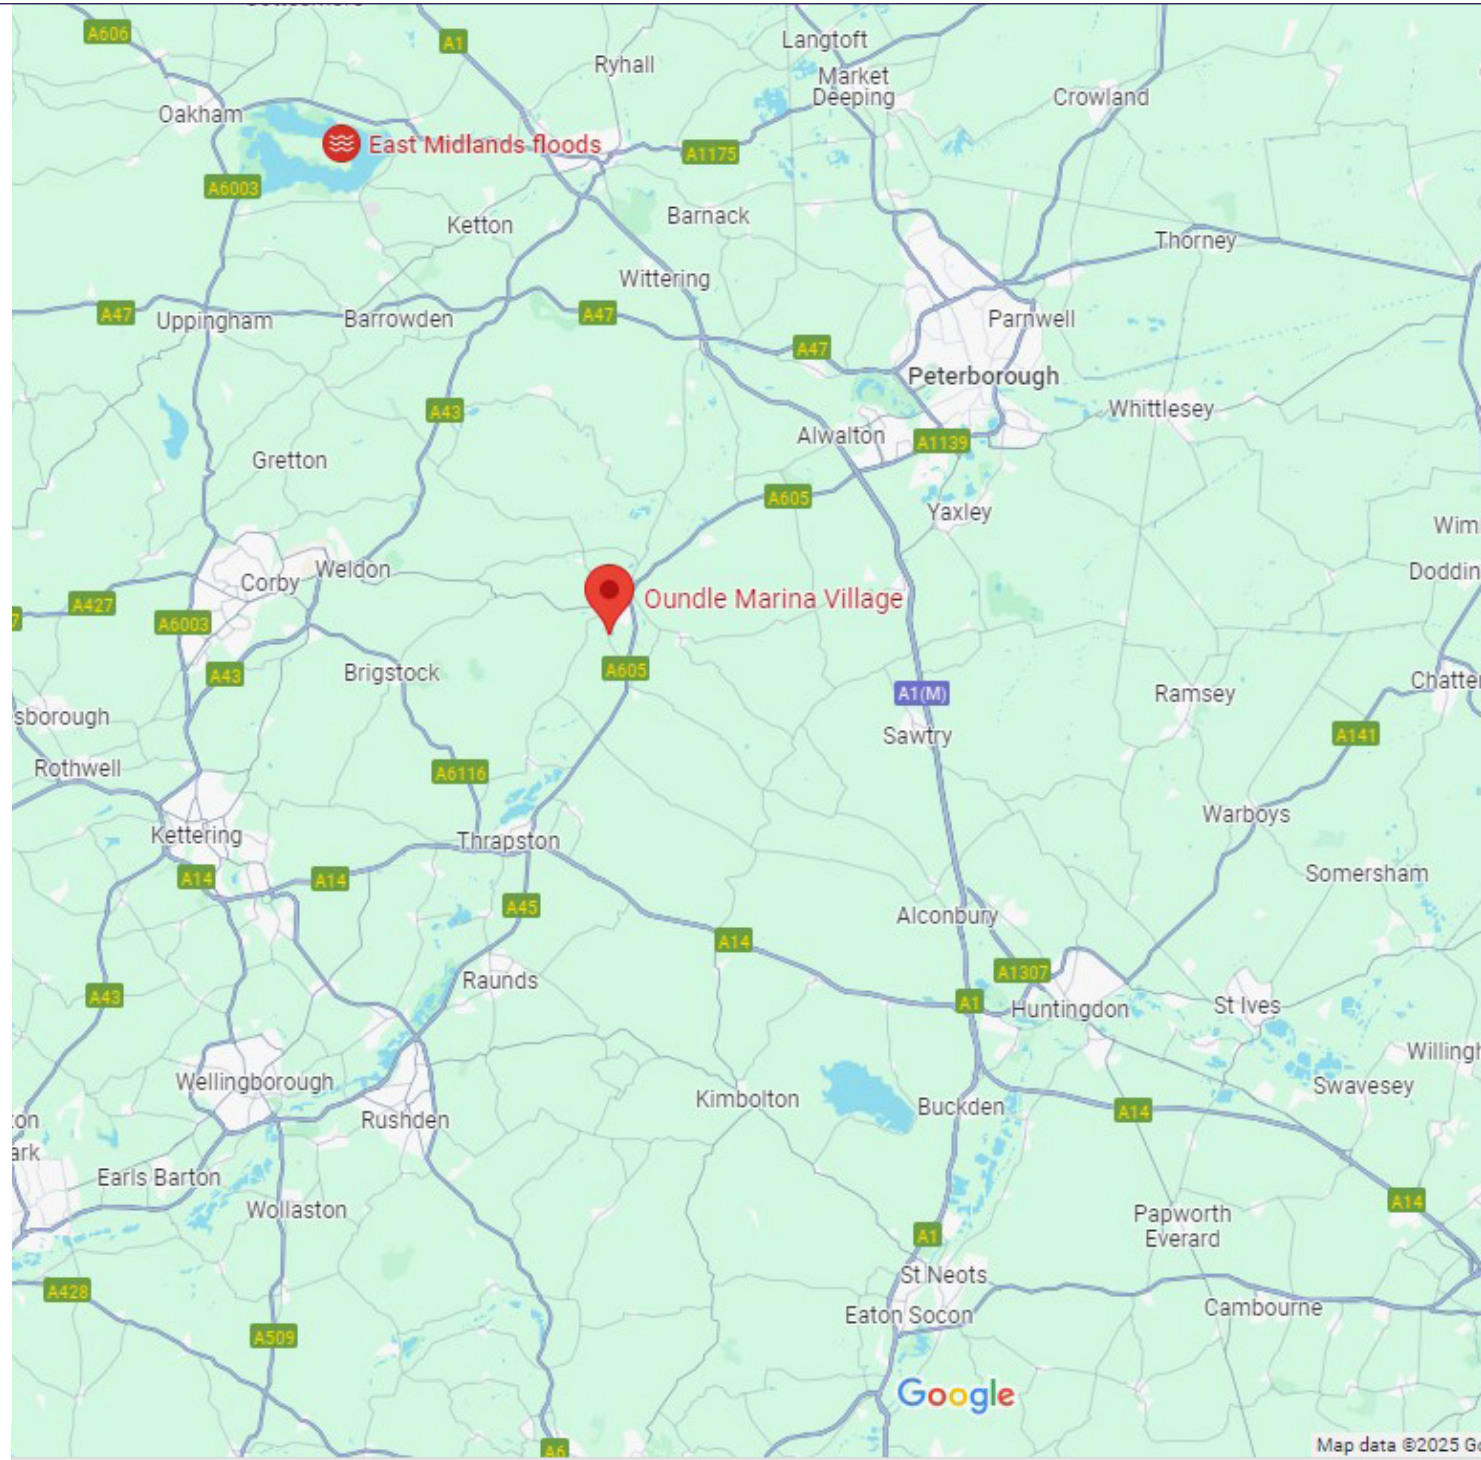 A606
A1
Ryhall
Langtoft
Market
Deeping
Crowland
Oakham
East Midlands floods
A1175
A6003
Ketton
Barnack
Thorney
Wittering
A47
Uppingham
Barrowden
A47
A47
Parnwell
Peterborough
A43
Whittlesey
Alwalton
A1139
Gretton
A605
Yaxley
Wim
Corby
Weldon
Doddin
A427
Oundle Marina Village
7
A6003
A605
A43
Brigstock
A1(M)
Ramsey
Chatte
sborough
Sawtry
A141
Rothwell
A6116
Warboys
Kettering
Thrapston
A14
A14
Somersham
A45
Alconbury
A14
Raunds
A1307
A43
A1
Huntingdon
St Ives
Willingh
Wellingborough
Swavesey
Kimbolton
Buckden
A14
ton
Rushden
ark
Earls Barton
Wollaston
A14
Papworth
Everard
A1
St Neots
A428
Eaton Socon
Cambourne
A509
Google
A6
Map data ©2025 Go